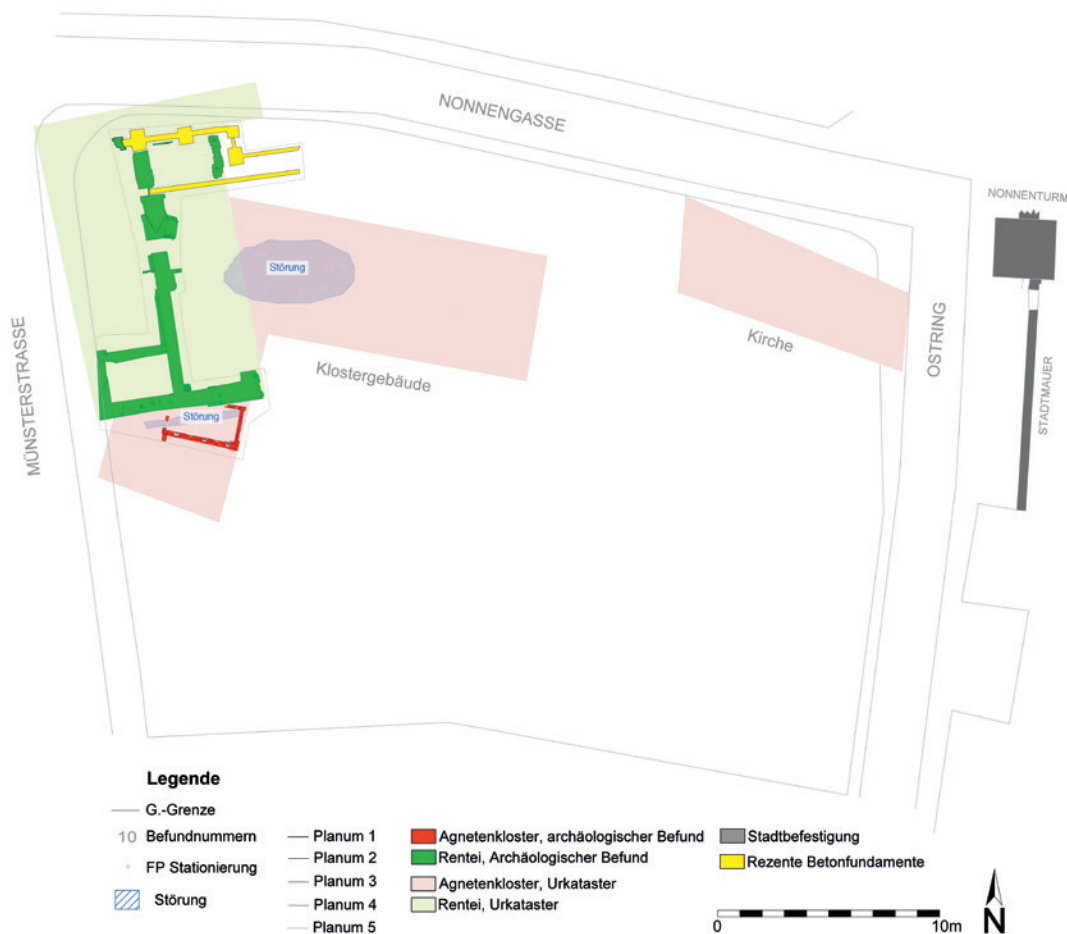 NONNENGASSE
NONNENTURM
Störung
MÜNSTERSTRASSE
OSTRING
Kirche
STADTMAUER
Klostergebäude
Störung
Legende
G.-Grenze
10 Befundnummern
FP Stationierung
Störung
Planum 1
Planum 2
Planum 3
Planum 4
Planum 5
Agnetenkloster, archäologischer Befund
Rentei, Archäologischer Befund
Agnetenkloster, Urkataster
Rentei, Urkataster
Stadtbefestigung
Rezente Betonfundamente
0 10m
N